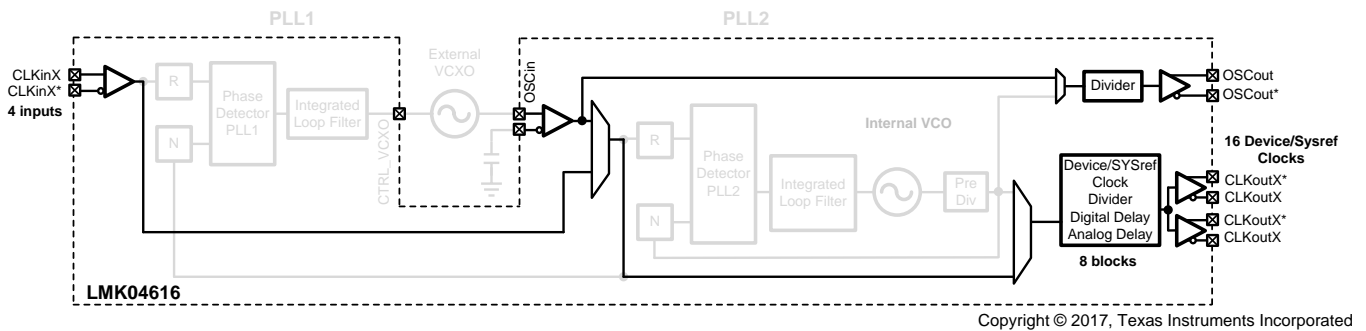 PLL1
PLL2
CLKinX
CLKinX*
4 inputs
R
N
Phase
Detector
PLL1
Integrated
Loop Filter
External
VCXO
CTRL_VCXO
OSCin
R
N
Phase
Detector
PLL2
Integrated
Loop Filter
Internal VCO
Pre
Div
Divider
OSCout
OSCout*
16 Device/Sysref
Clocks
Device/SYSref
Clock
Divider
Digital Delay
Analog Delay
8 blocks
CLKoutX*
CLKoutX
CLKoutX*
CLKoutX
LMK04616
Copyright © 2017, Texas Instruments Incorporated